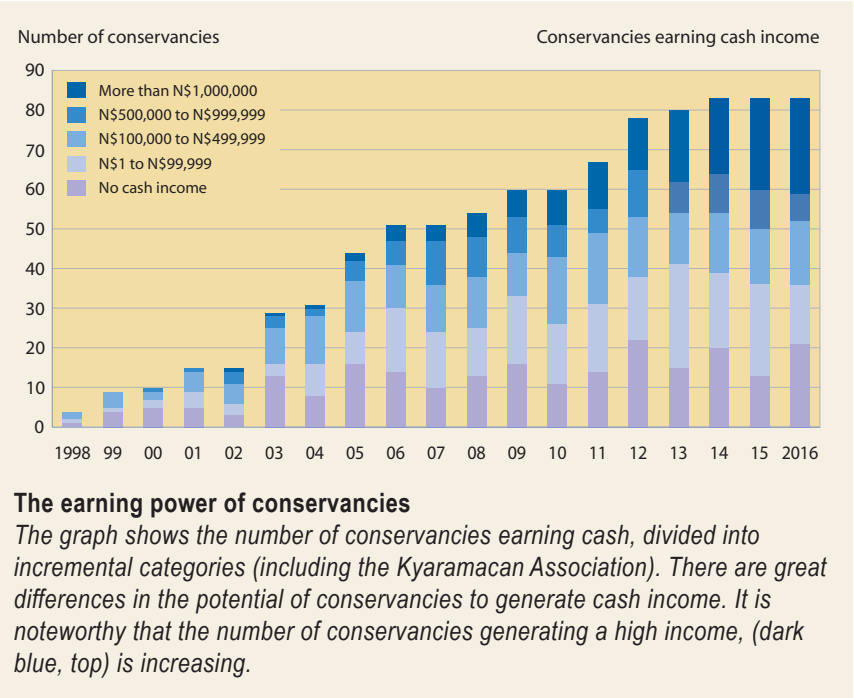 Number of conservancies
Conservancies earning cash income
90
80
70
60
50
40
30
20
10
0
More than N$1,000,000
N$500,000 to N$999,999
N$100,000 to N$499,999
N$1 to N$99,999
No cash income
1998 99 00 01 02 03 04 05 06 07 08 09 10 11 12 13 14 15 2016
The earning power of conservancies
The graph shows the number of conservancies earning cash, divided into
incremental categories (including the Kyaramacan Association). There are great
differences in the potential of conservancies to generate cash income. It is
noteworthy that the number of conservancies generating a high income, (dark
blue, top) is increasing.